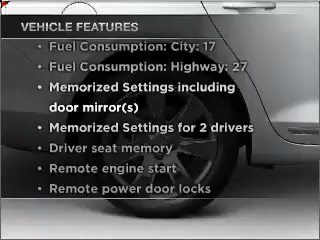 VEHICLE FEATURES
• Fuel Consumption: City: 17
• Fuel Consumption: Highway: 27
• Memorized Settings including
door mirror(s)
• Memorized Settings for 2 drivers
• Driver seat memory
• Remote engine start
• Remote power door locks